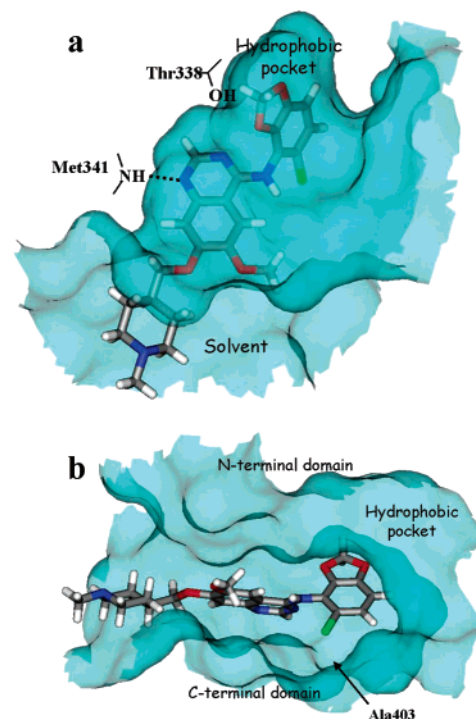 a
Hydrophobic
pocket
Thr338
OH
Met341
NH
Solvent
b
N-terminal domain
Hydrophobic
pocket
C-terminal domain
Ala403